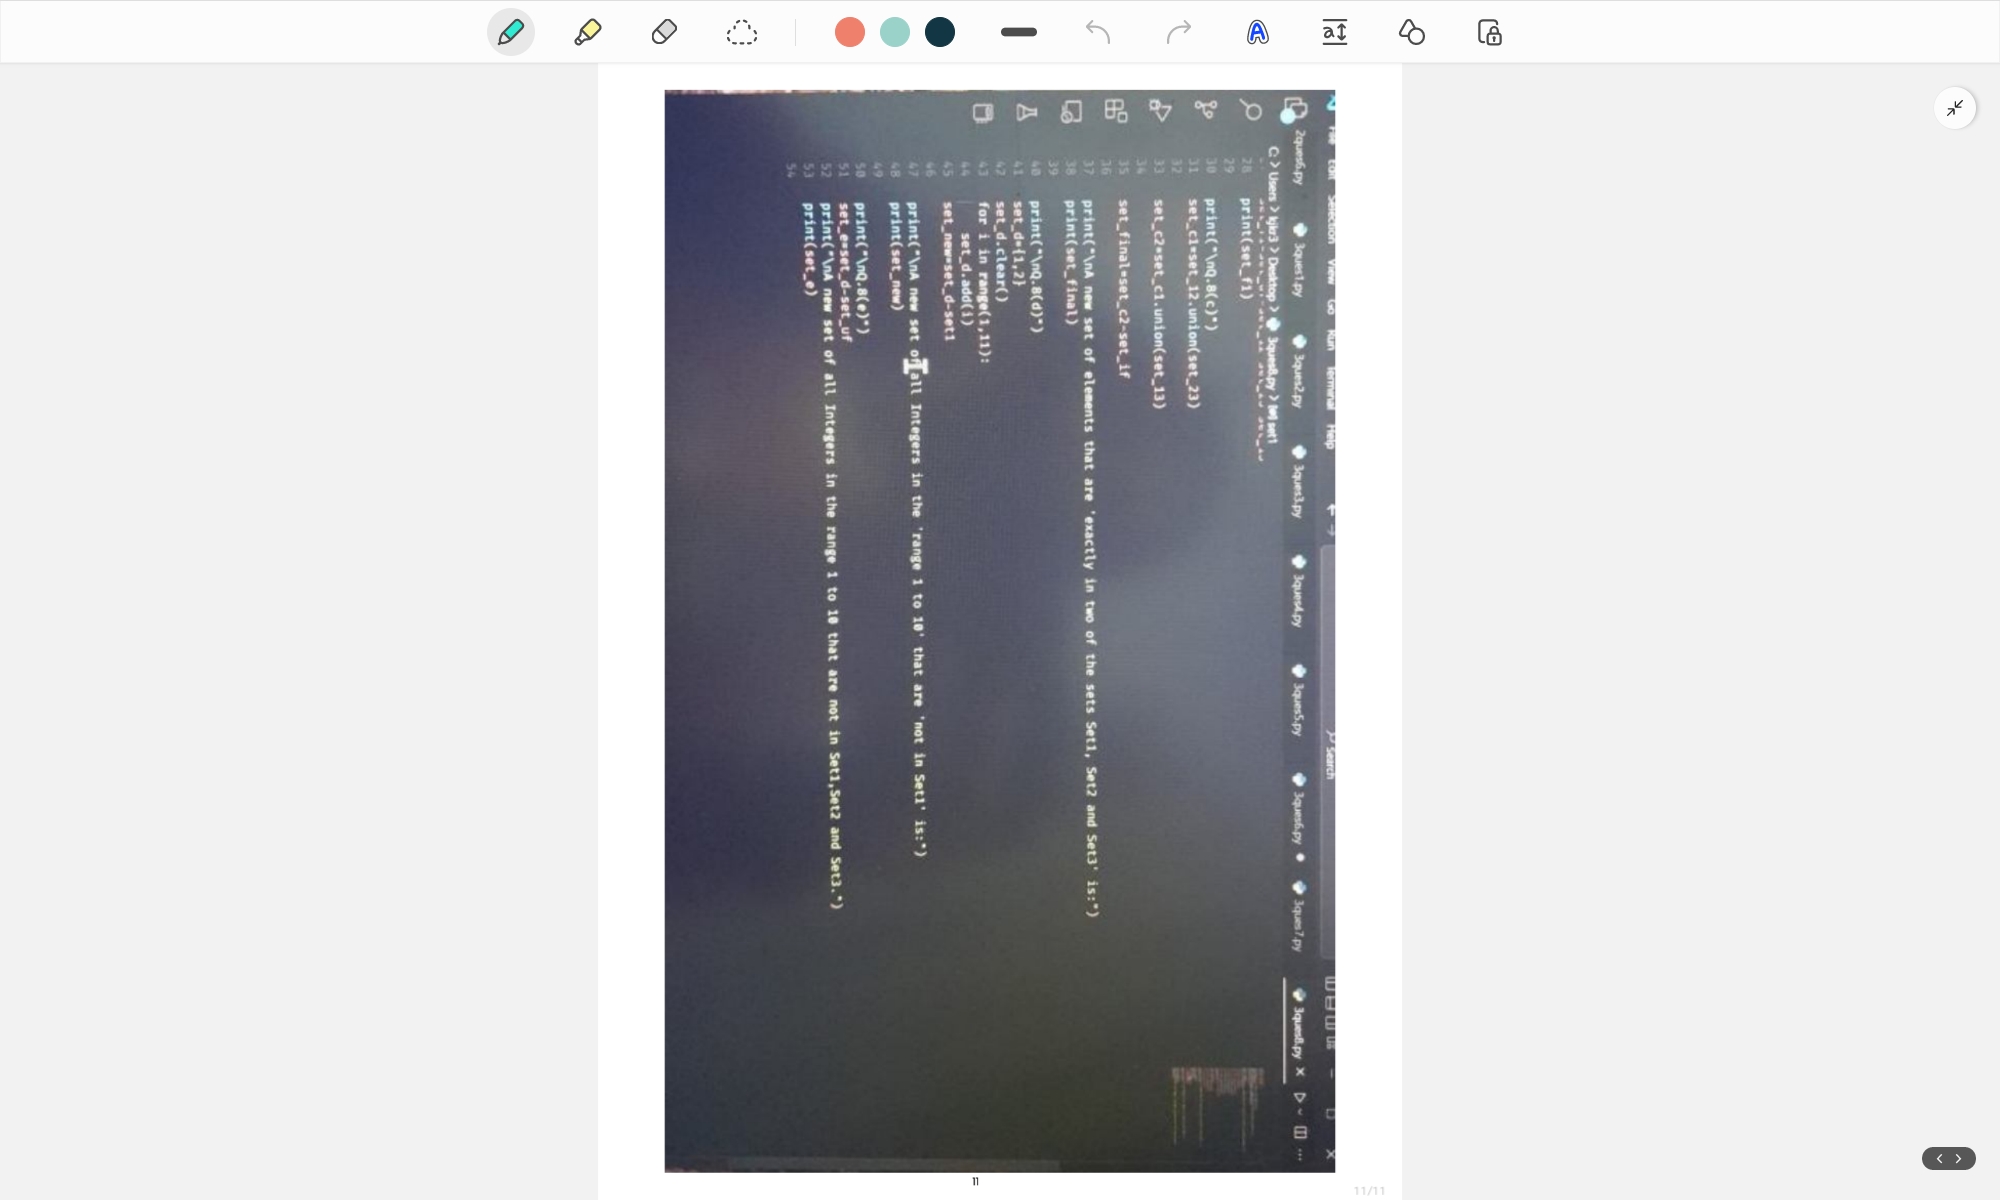 File Edit Selection View Go Run Terminal Help
Search
2ques6.py 3ques1.py 3ques2.py 3ques3.py 3ques4.py 3ques5.py 3ques6.py 3ques7.py 3ques8.py
C: > Users > > Desktop > 3ques8.py > set1
28 print(set_f1)
29
30 print("\nQ.8(c)")
31 set_c1=set_12.union(set_23)
32
33 set_c2=set_c1.union(set_13)
34
35 set_final=set_c2-set_if
36
37 print("\nA new set of elements that are 'exactly in two of the sets Set1, Set2 and Set3' is:")
38 print(set_final)
39
40 print("\nQ.8(d)")
41 set_d={1,2}
42 set_d.clear()
43 for i in range(1,11):
44 set_d.add(i)
45 set_new=set_d-set1
46
47 print("\nA new set of all Integers in the 'range 1 to 10' that are 'not in Set1' is:")
48 print(set_new)
49
50 print("\nQ.8(e)")
51 set_e=set_d-set_uf
52 print("\nA new set of all Integers in the range 1 to 10 that are not in Set1,Set2 and Set3.")
53 print(set_e)
54
11
11/11